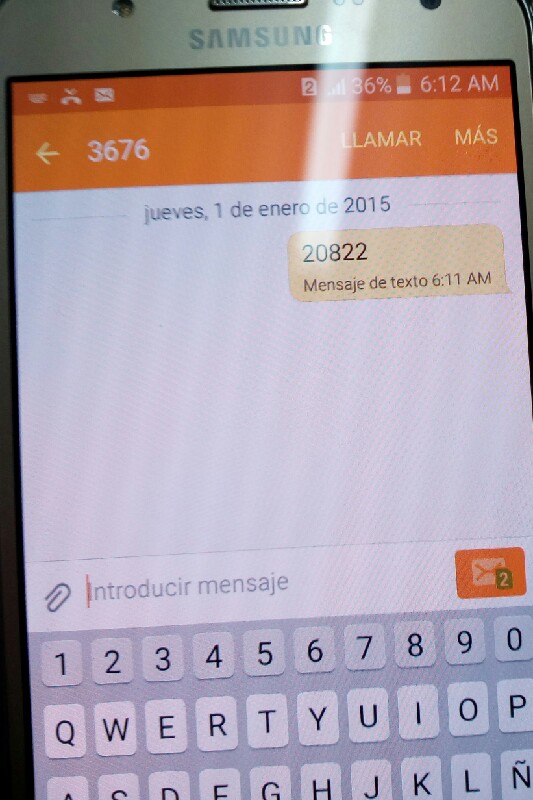 SAMSUNG
2 36% 6:12 AM
3676 LLAMAR MÁS
jueves, 1 de enero de 2015
20822
Mensaje de texto 6:11 AM
Introducir mensaje 2
1 2 3 4 5 6 7 8 9 0
Q W E R T Y U I O P
A S D F G H J K L Ñ